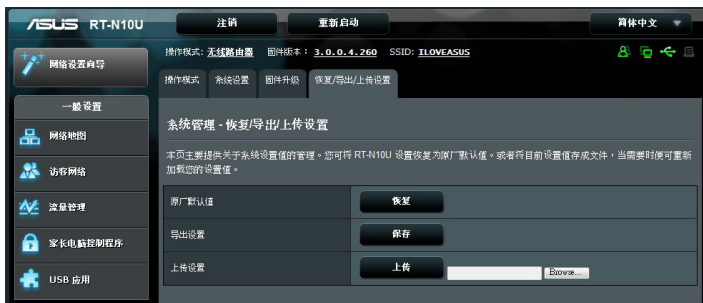 ASUS RT-N10U 注销 重新启动 简体中文
操作模式: 无线路由器 固件版本: 3.0.0.4.260 SSID: ILOVEASUS
网络设置向导
操作模式 系统设置 固件升级 恢复/导出/上传设置
一般设置
网络地图
访客网络
流量管理
家长电脑控制程序
USB 应用
系统管理 - 恢复/导出/上传设置
本页主要提供关于系统设置值的管理。您可将 RT-N10U 设置恢复为原厂默认值。或者将目前设置值存成文件，当需要时便可重新
加载您的设置值。
原厂默认值 恢复
导出设置 保存
上传设置 上传 Browse...